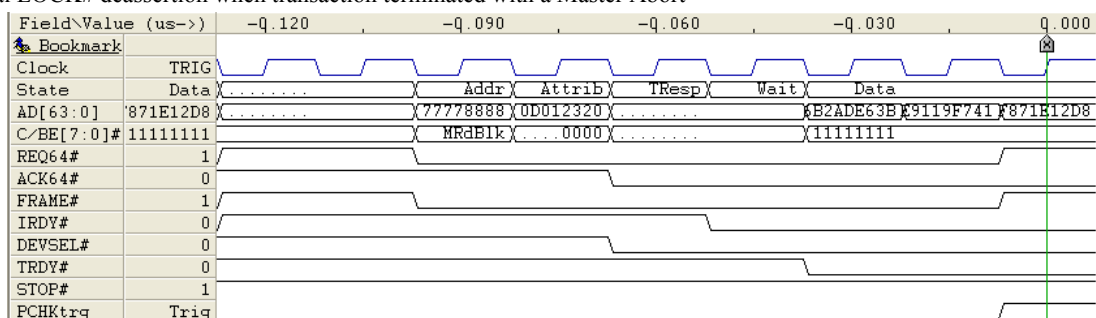 LOCK# deassertion when transaction terminated with a Master Abort
Field\Value (us->) -0.120 -0.090 -0.060 -0.030 0.000
Bookmark
Clock TRIG
State Data ........ Addr Attrib TResp Wait Data
AD[63:0] '871E12D8 ........ 77778888 0D012320 ........ 6B2ADE63B E9119F741 F871E12D8
C/BE[7:0]# 11111111 ........ MRdBlk ....0000 ........ 11111111
REQ64# 1
ACK64# 0
FRAME# 1
IRDY# 0
DEVSEL# 0
TRDY# 0
STOP# 1
PCHKtrg Trig